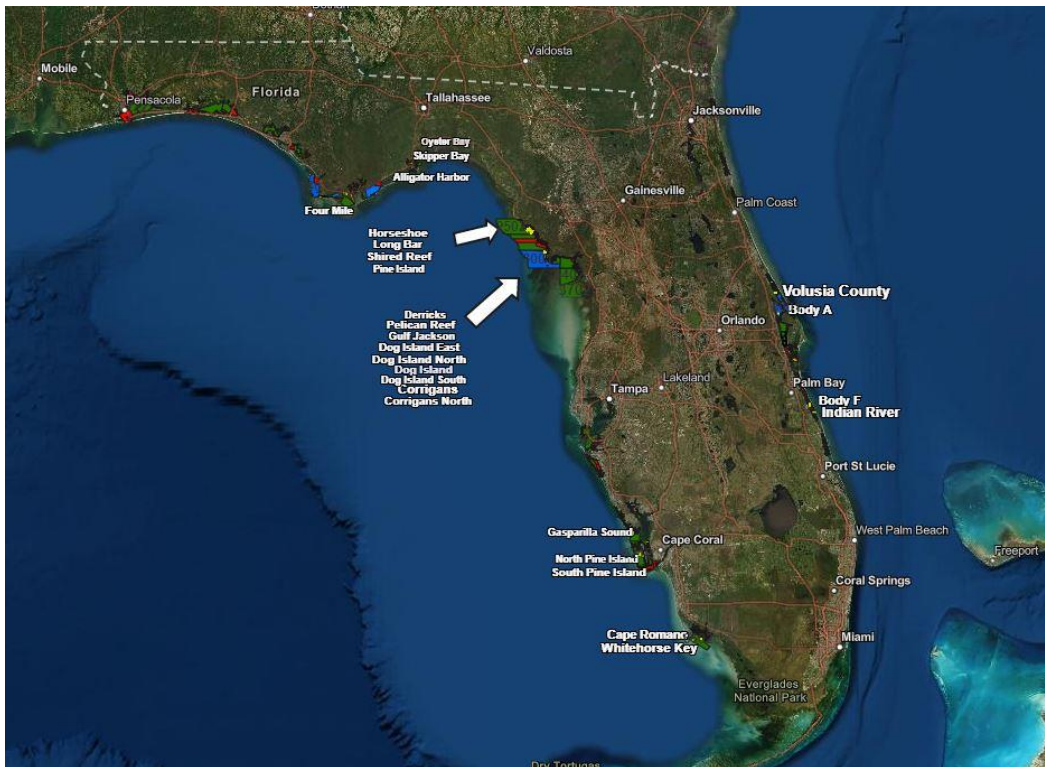 Mobile
Pensacola
Florida
Valdosta
Tallahassee
Jacksonville
Oyster Bay
Skipper Bay
Alligator Harbor
Four Mile
Gainesville
Palm Coast
Horseshoe
Long Bar
Shired Reef
Pine Island
Derricks
Pelican Reef
Gulf Jackson
Dog Island East
Dog Island North
Dog Island
Dog Island South
Corrigans
Corrigans North
Volusia County
Body A
Orlando
Tampa
Lakeland
Palm Bay
Body F
Indian River
Port St Lucie
Gasparilla Sound
Cape Coral
North Pine Island
South Pine Island
West Palm Beach
Freeport
Coral Springs
Cape Romano
Whitehorse Key
Miami
Everglades
National Park
Dry Tortugas